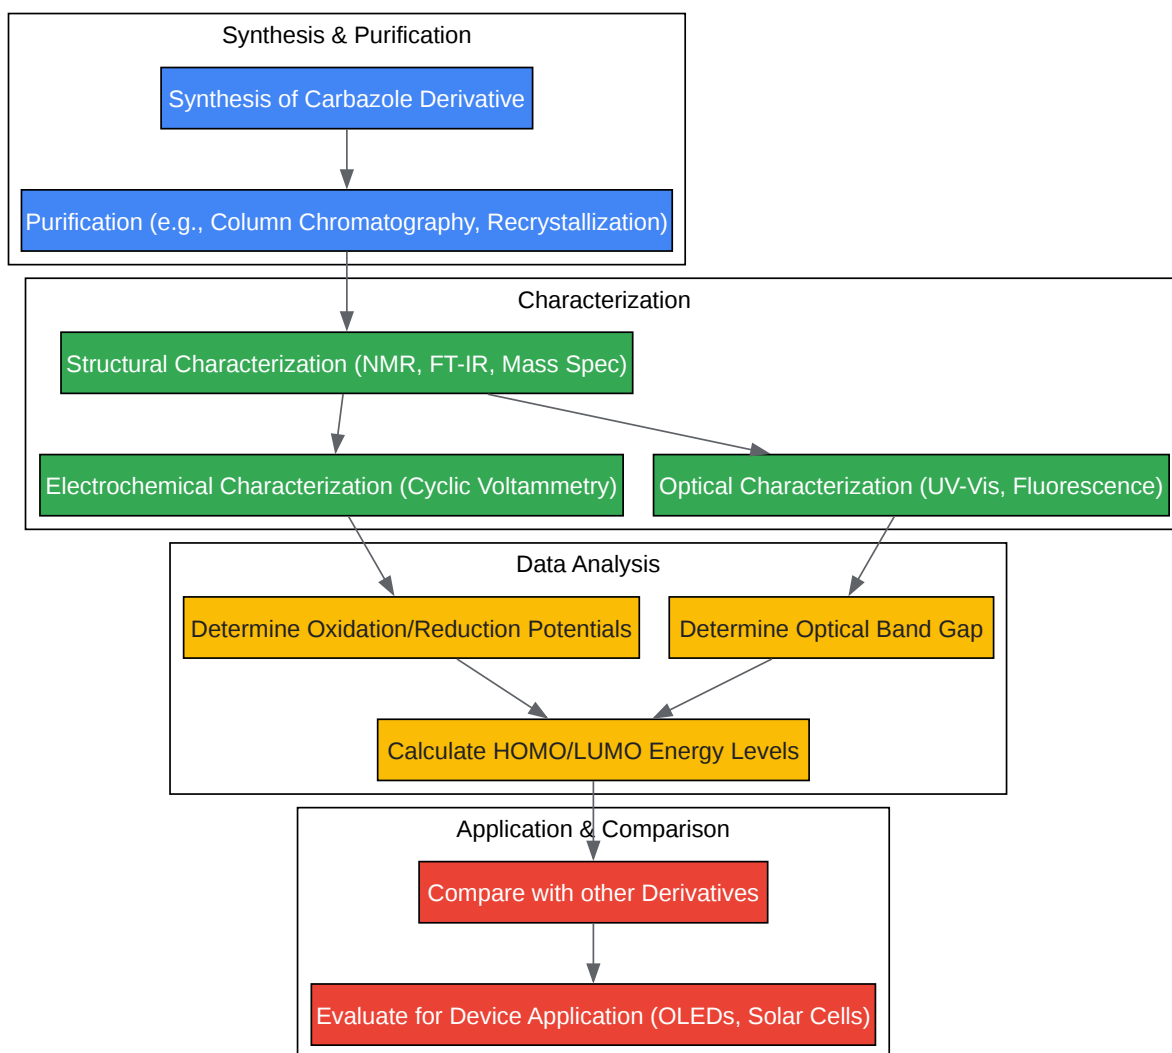 Synthesis & Purification
Synthesis of Carbazole Derivative
Purification (e.g., Column Chromatography, Recrystallization)
Characterization
Structural Characterization (NMR, FT-IR, Mass Spec)
Electrochemical Characterization (Cyclic Voltammetry)
Optical Characterization (UV-Vis, Fluorescence)
Data Analysis
Determine Oxidation/Reduction Potentials
Determine Optical Band Gap
Calculate HOMO/LUMO Energy Levels
Application & Comparison
Compare with other Derivatives
Evaluate for Device Application (OLEDs, Solar Cells)